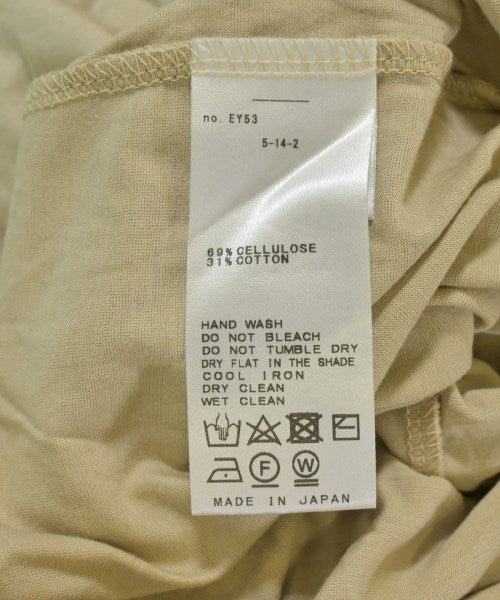 no. EY53
5-14-2
69% CELLULOSE
31% COTTON
HAND WASH
DO NOT BLEACH
DO NOT TUMBLE DRY
DRY FLAT IN THE SHADE
COOL IRON
DRY CLEAN
WET CLEAN
F W
MADE IN JAPAN